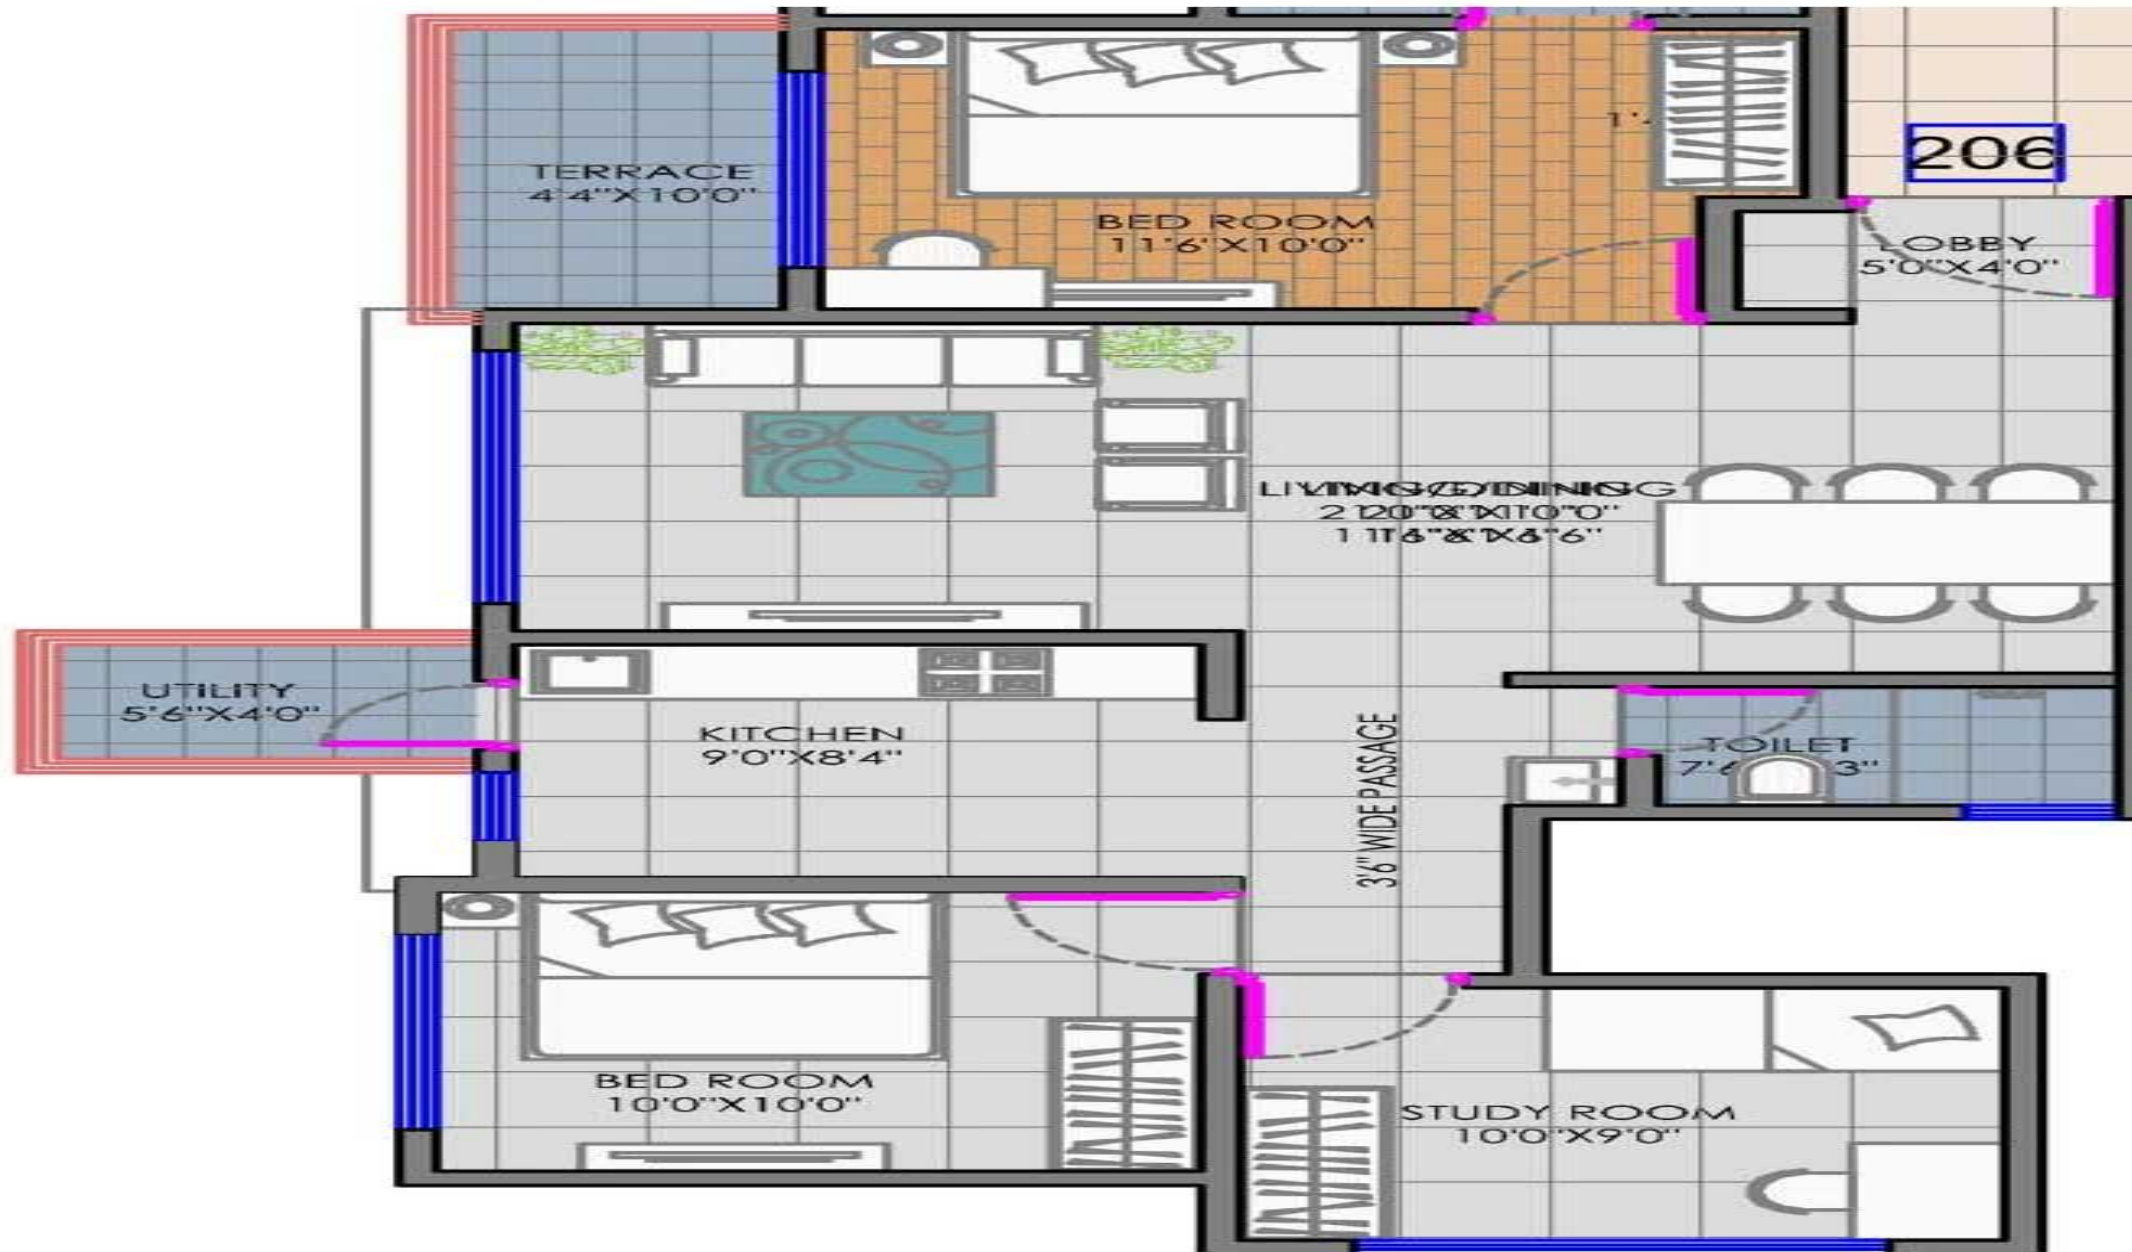 206
TERRACE
4'4"X10'0"
BED ROOM
11'6"X10'0"
LOBBY
5'0"X4'0"
UTILITY
5'6"X4'0"
KITCHEN
9'0"X8'4"
3'6" WIDE PASSAGE
TOILET
BED ROOM
10'0"X10'0"
STUDY ROOM
10'0"X9'0"